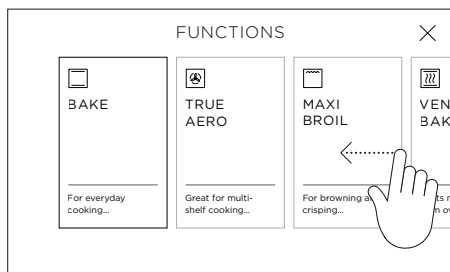 FUNCTIONS
BAKE
For everyday
cooking...
TRUE
AERO
Great for multi-
shelf cooking...
MAXI
BROIL
For browning a
crisping...
VEN
BAK